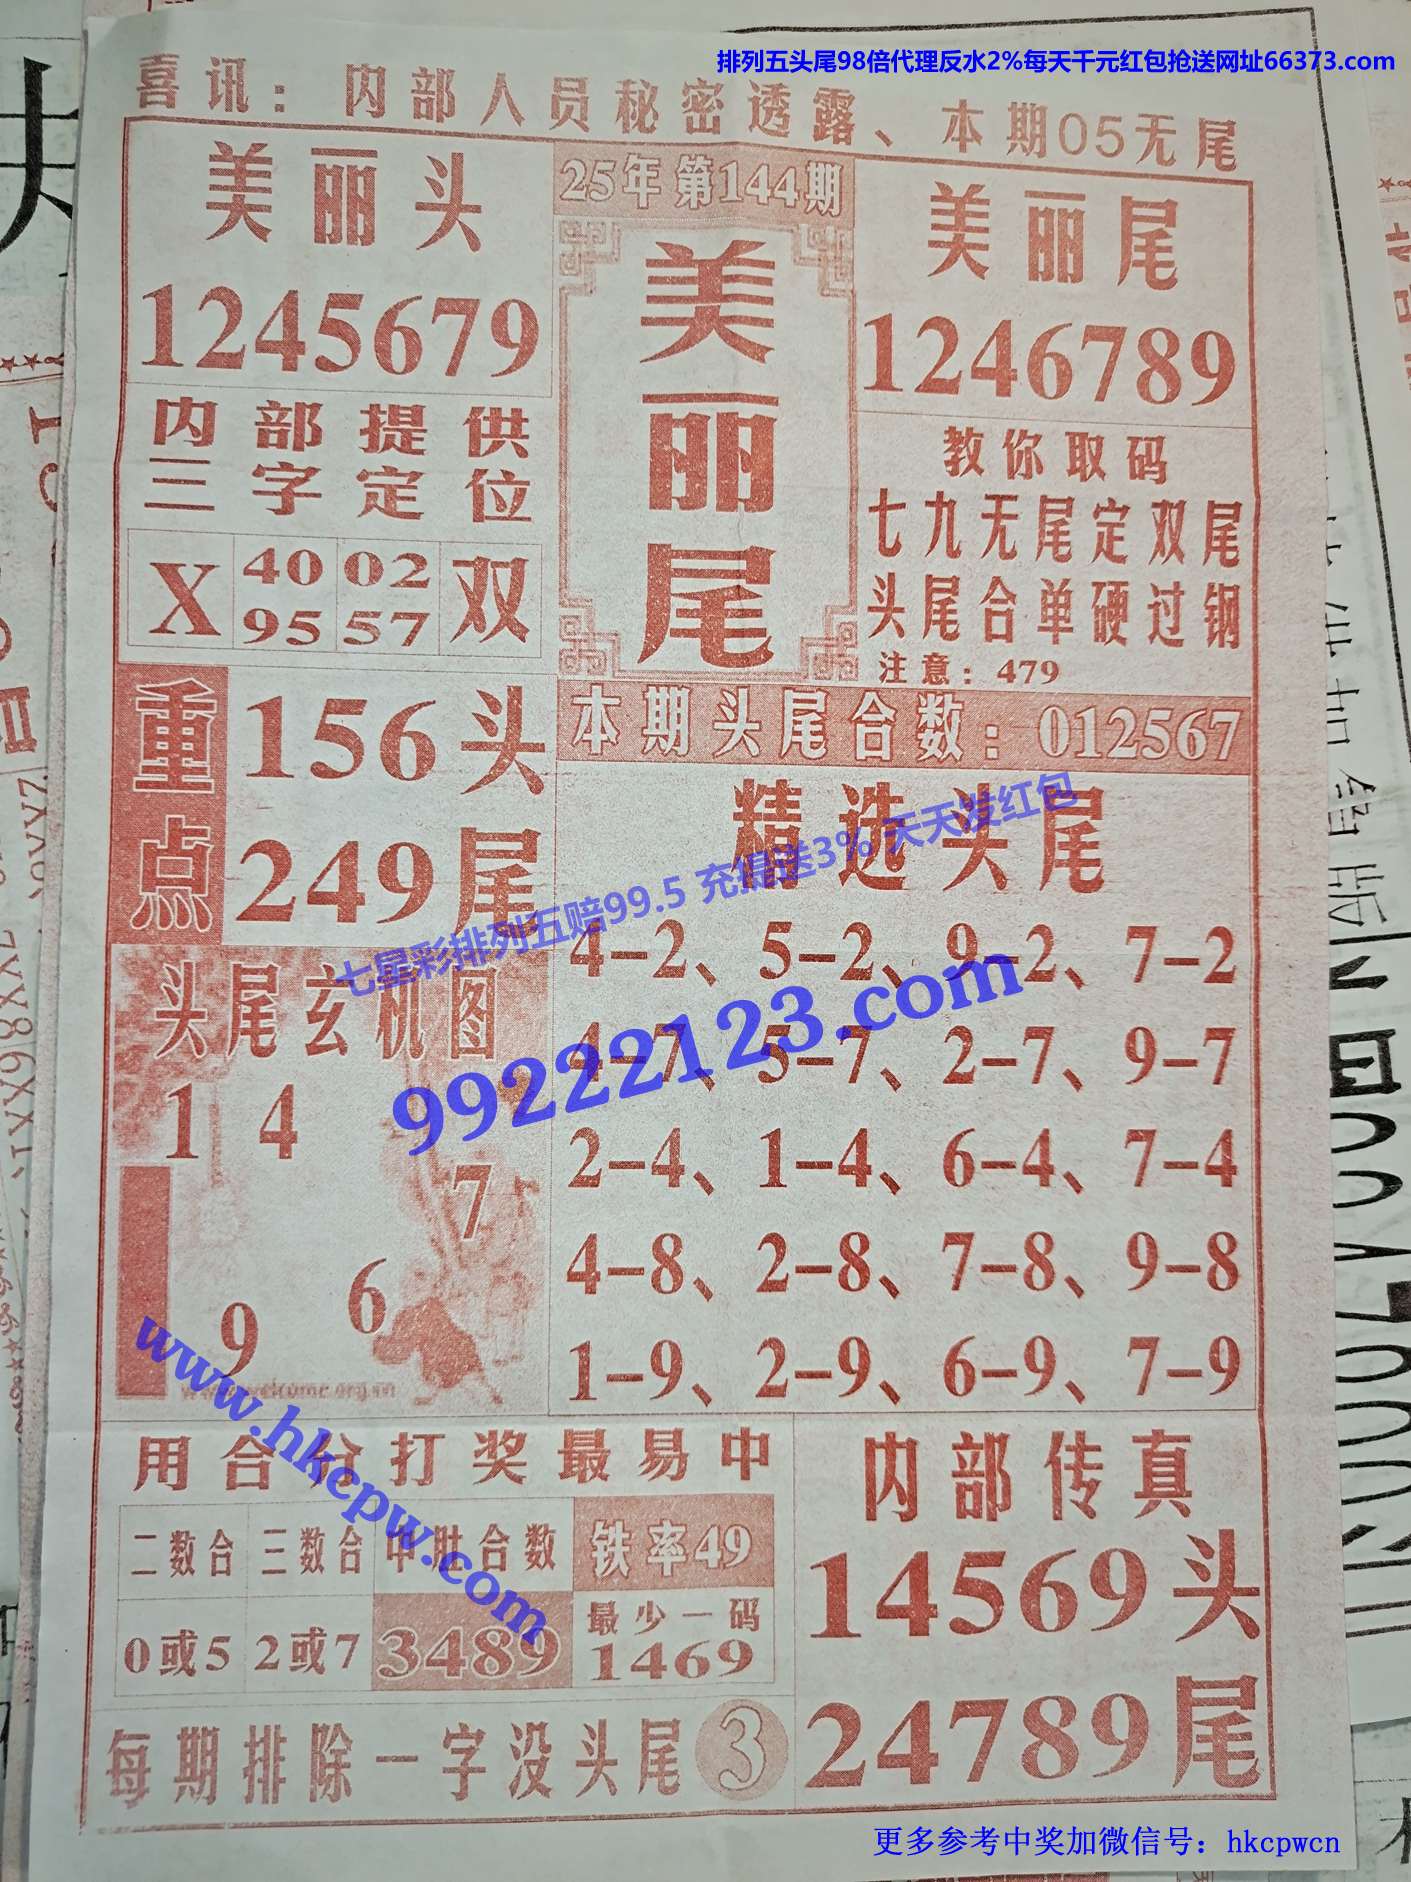 排列五头尾98倍代理反水2%每天千元红包抢送网址66373.com
喜讯：内部人员秘密透露、本期05无尾
美丽头
1245679
25年第144期
美丽尾
美丽尾
1246789
内部提供
三字定位
X 40 95 02 57 双
教你取码
七九无尾定双尾
头尾合单硬过钢
注意：479
重点
156头
249尾
本期头尾合数：012567
精选头尾
4-2、5-2、9-2、7-2
4-7、5-7、2-7、9-7
2-4、1-4、6-4、7-4
4-8、2-8、7-8、9-8
1-9、2-9、6-9、7-9
头尾玄机图
1 4
7
6
9
七星彩排列五赔99.5 充提送3% 天天发红包
99222123.com
www.hkcpw.com
用合分打奖最易中
二数合 三数合 中肚合数 铁率49
0或5 2或7 3489 最少一码
1469
每期排除一字没头尾 3
内部传真
14569头
24789尾
更多参考中奖加微信号：hkcpwcn